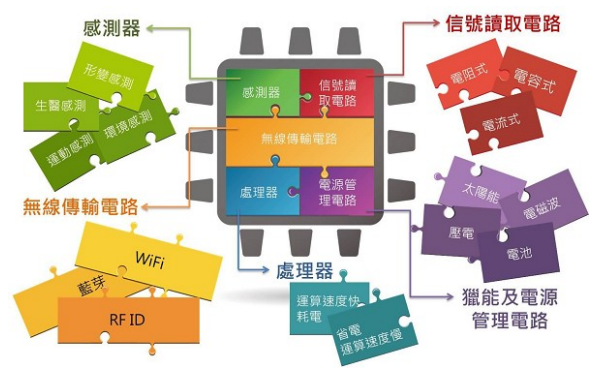 感測器
形變感測
生醫感測
環境感測
運動感測
信號讀取電路
電阻式
電容式
電流式
感測器
信號讀
取電路
無線傳輸電路
處理器
電源管
理電路
無線傳輸電路
WiFi
藍芽
RF ID
處理器
運算速度快
耗電
省電
運算速度慢
太陽能
電磁波
壓電
電池
獵能及電源
管理電路